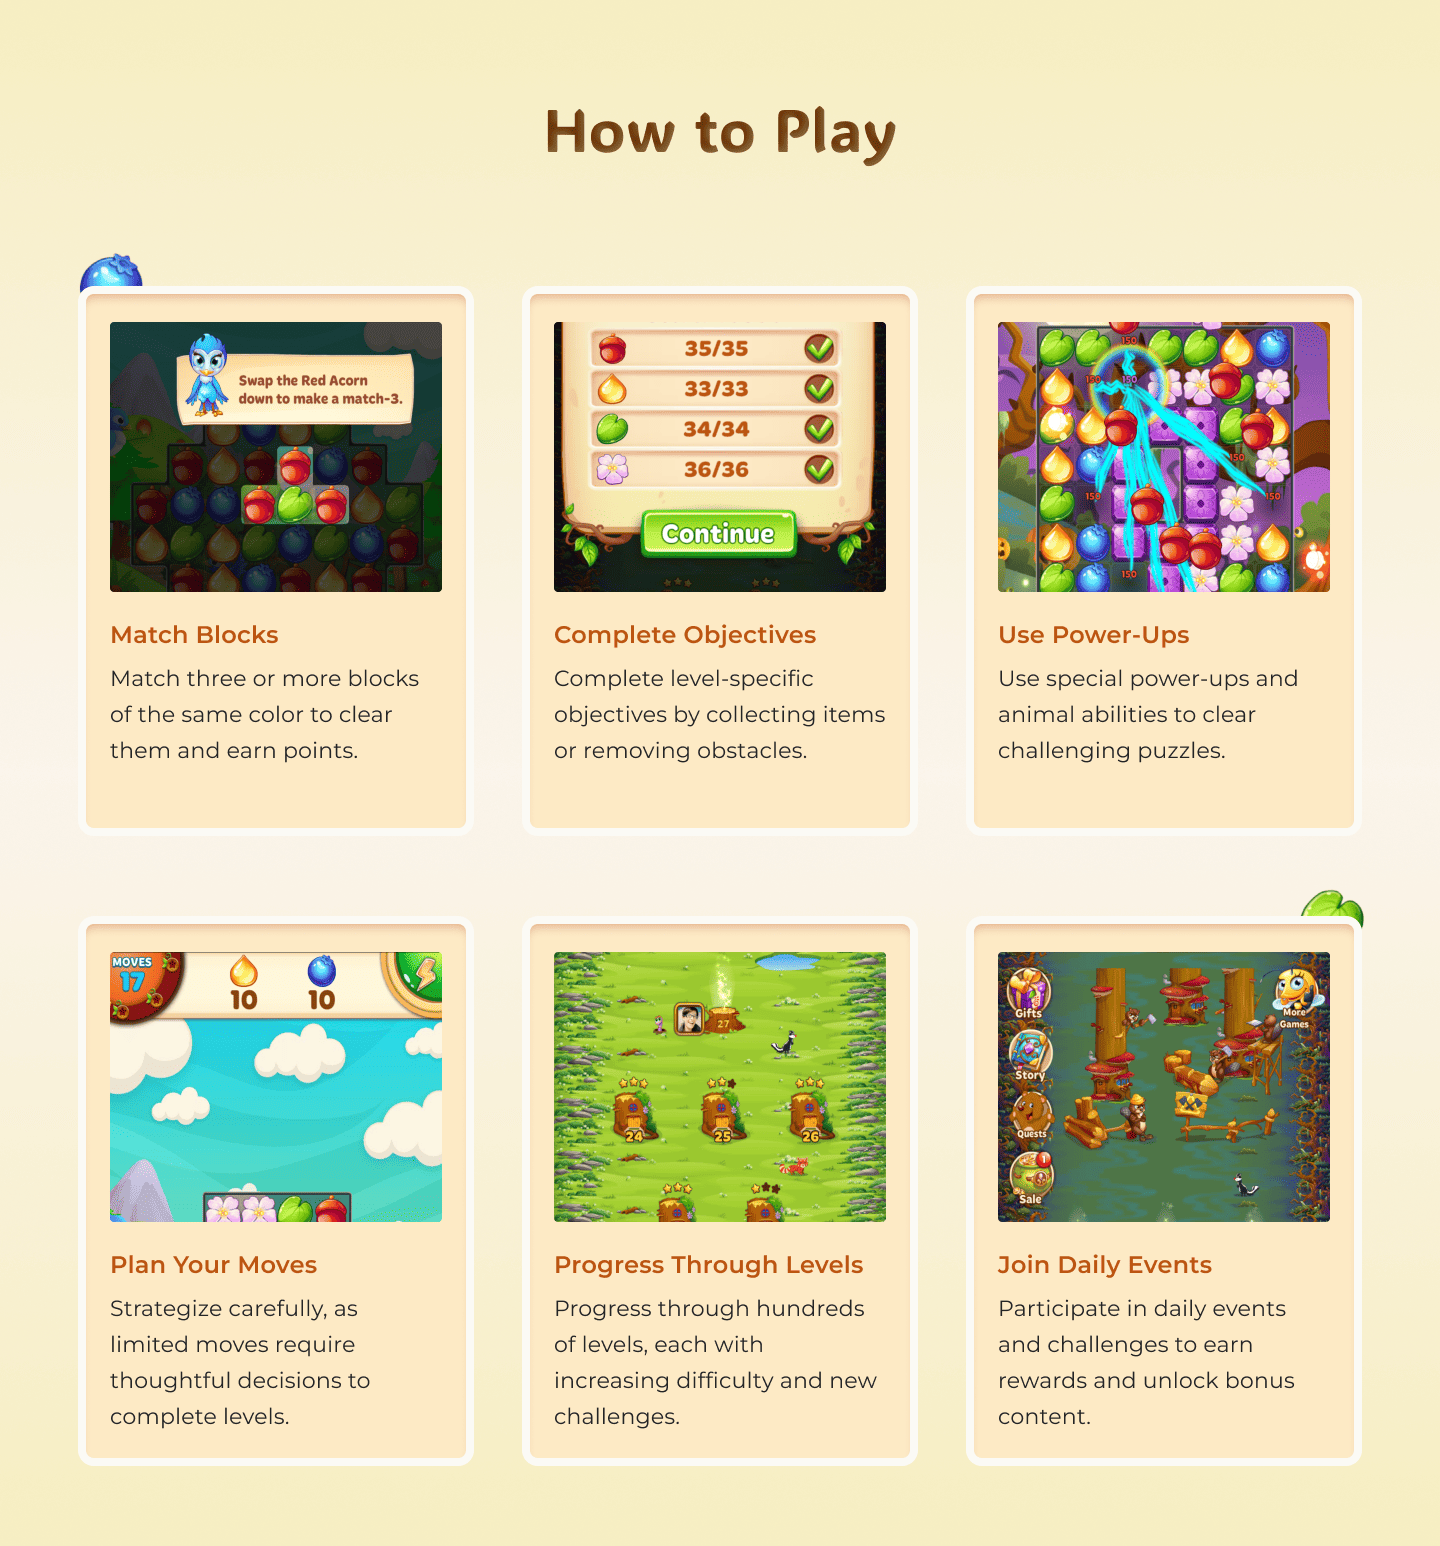 How to Play
Swap the Red Acorn
down to make a match-3.
Match Blocks
Match three or more blocks
of the same color to clear
them and earn points.
35/35
33/33
34/34
36/36
Continue
Complete Objectives
Complete level-specific
objectives by collecting items
or removing obstacles.
150
150 150
150
150 150
150
Use Power-Ups
Use special power-ups and
animal abilities to clear
challenging puzzles.
MOVES
17
10 10
Plan Your Moves
Strategize carefully, as
limited moves require
thoughtful decisions to
complete levels.
27
24 25 26
Progress Through Levels
Progress through hundreds
of levels, each with
increasing difficulty and new
challenges.
Gifts
More
Games
Story
Quests
1
Sale
Join Daily Events
Participate in daily events
and challenges to earn
rewards and unlock bonus
content.